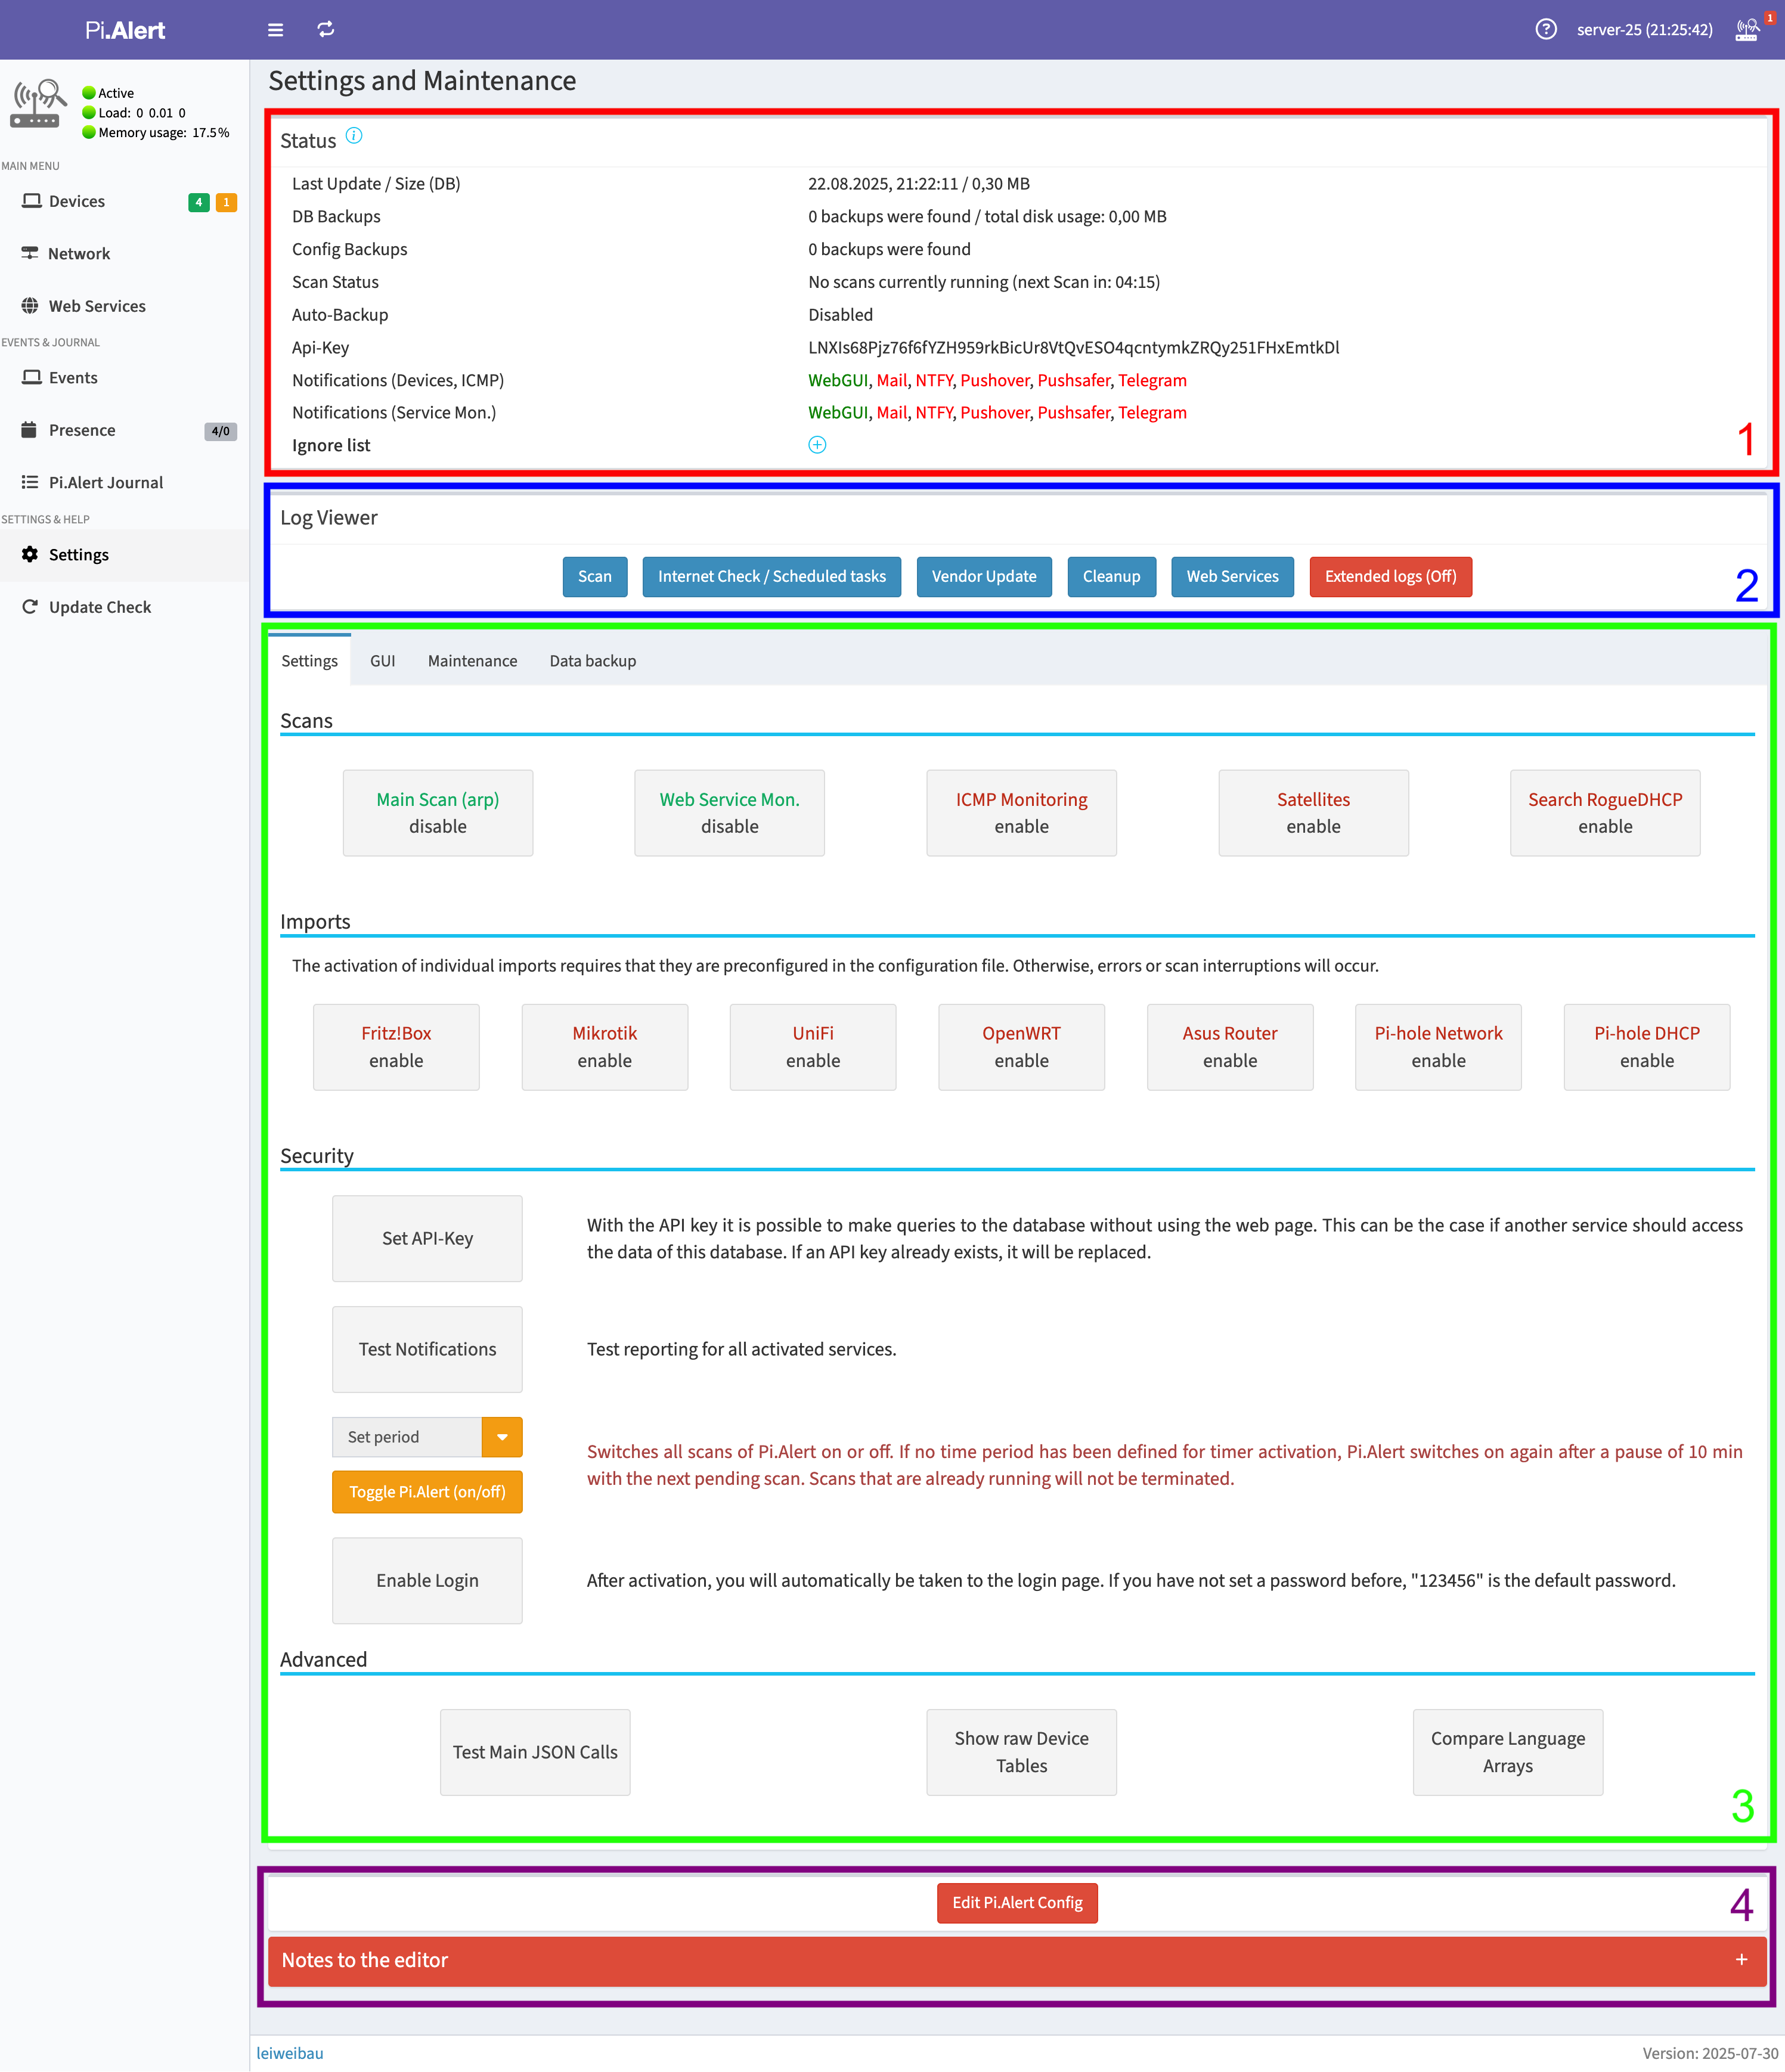 Pi.Alert
server-25 (21:25:42)
1
Active
Load: 0 0.01 0
Memory usage: 17.5%
MAIN MENU
Devices 4 1
Network
Web Services
EVENTS & JOURNAL
Events
Presence 4/0
Pi.Alert Journal
SETTINGS & HELP
Settings
Update Check
Settings and Maintenance
Status
Last Update / Size (DB) 22.08.2025, 21:22:11 / 0,30 MB
DB Backups 0 backups were found / total disk usage: 0,00 MB
Config Backups 0 backups were found
Scan Status No scans currently running (next Scan in: 04:15)
Auto-Backup Disabled
Api-Key LNXIs68Pjz76f6fYZH959rkBicUr8VtQvESO4qcntymkZRQy251FHxEmtkDl
Notifications (Devices, ICMP) WebGUI, Mail, NTFY, Pushover, Pushsafer, Telegram
Notifications (Service Mon.) WebGUI, Mail, NTFY, Pushover, Pushsafer, Telegram
Ignore list
1
Log Viewer
Scan Internet Check / Scheduled tasks Vendor Update Cleanup Web Services Extended logs (Off)
2
Settings GUI Maintenance Data backup
Scans
Main Scan (arp)
disable
Web Service Mon.
disable
ICMP Monitoring
enable
Satellites
enable
Search RogueDHCP
enable
Imports
The activation of individual imports requires that they are preconfigured in the configuration file. Otherwise, errors or scan interruptions will occur.
Fritz!Box
enable
Mikrotik
enable
UniFi
enable
OpenWRT
enable
Asus Router
enable
Pi-hole Network
enable
Pi-hole DHCP
enable
Security
Set API-Key
With the API key it is possible to make queries to the database without using the web page. This can be the case if another service should access
the data of this database. If an API key already exists, it will be replaced.
Test Notifications
Test reporting for all activated services.
Set period
Toggle Pi.Alert (on/off)
Switches all scans of Pi.Alert on or off. If no time period has been defined for timer activation, Pi.Alert switches on again after a pause of 10 min
with the next pending scan. Scans that are already running will not be terminated.
Enable Login
After activation, you will automatically be taken to the login page. If you have not set a password before, "123456" is the default password.
Advanced
Test Main JSON Calls
Show raw Device
Tables
Compare Language
Arrays
3
Edit Pi.Alert Config
4
Notes to the editor +
leiweibau
Version: 2025-07-30